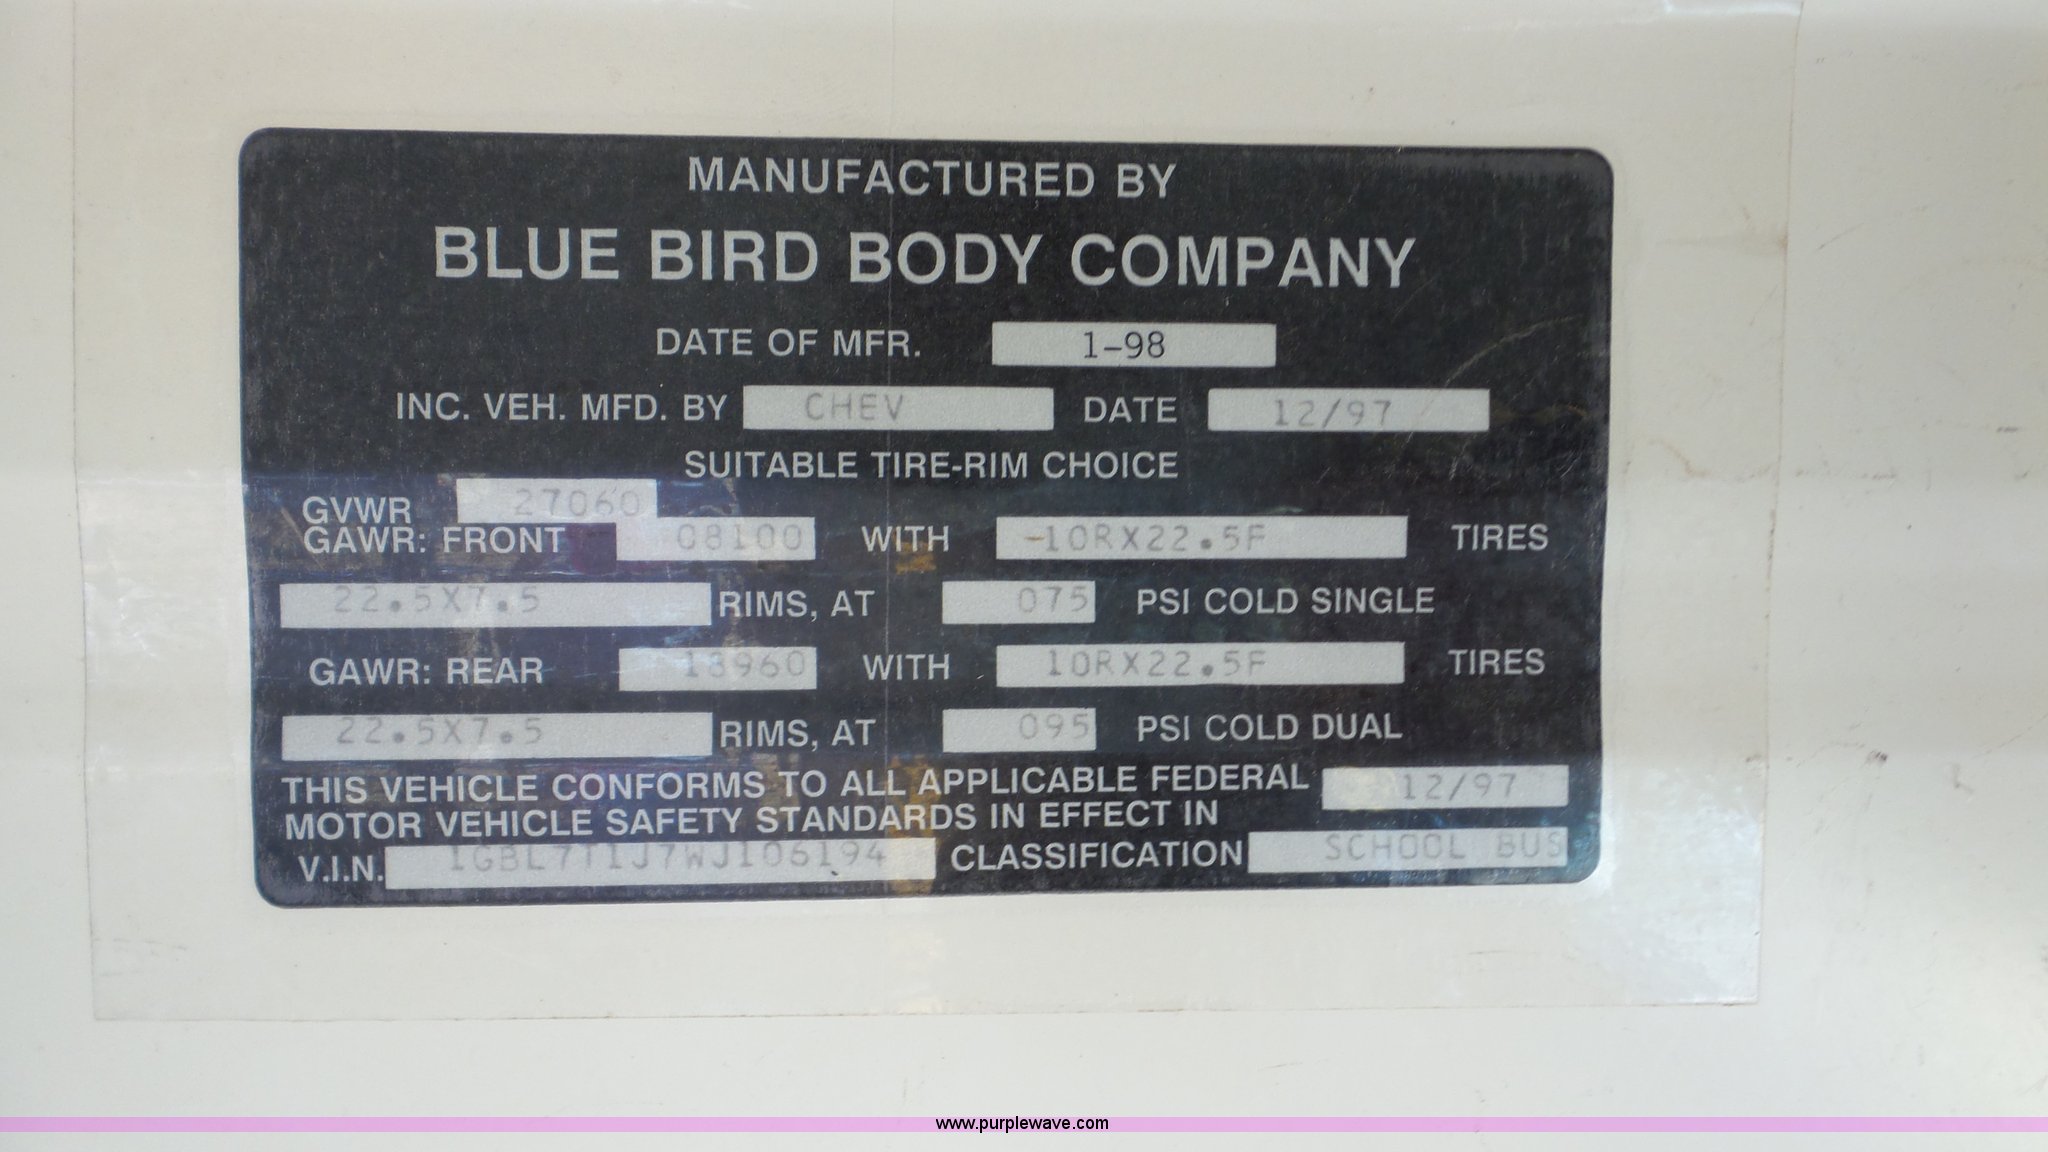 MANUFACTURED BY
BLUE BIRD BODY COMPANY
DATE OF MFR. 1-98
INC. VEH. MFD. BY CHEV DATE 12/97
SUITABLE TIRE-RIM CHOICE
GVWR 27060
GAWR: FRONT 08100 WITH -10RX22.5F TIRES
22.5X7.5 RIMS, AT 075 PSI COLD SINGLE
GAWR: REAR 18960 WITH 10RX22.5F TIRES
22.5X7.5 RIMS, AT 095 PSI COLD DUAL
THIS VEHICLE CONFORMS TO ALL APPLICABLE FEDERAL 12/97
MOTOR VEHICLE SAFETY STANDARDS IN EFFECT IN
V.I.N. 1GBL7T1J7WJ106194 CLASSIFICATION SCHOOL BUS
www.purplewave.com